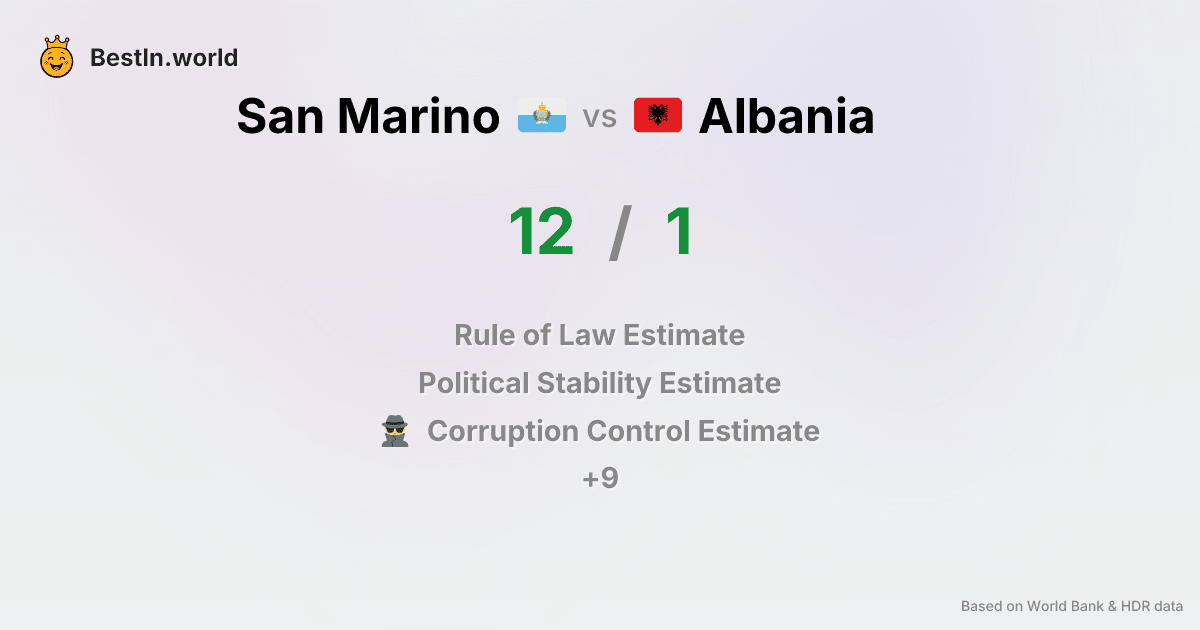 BestIn.world
San Marino vs Albania
12 / 1
Rule of Law Estimate
Political Stability Estimate
Corruption Control Estimate
+9
Based on World Bank & HDR data